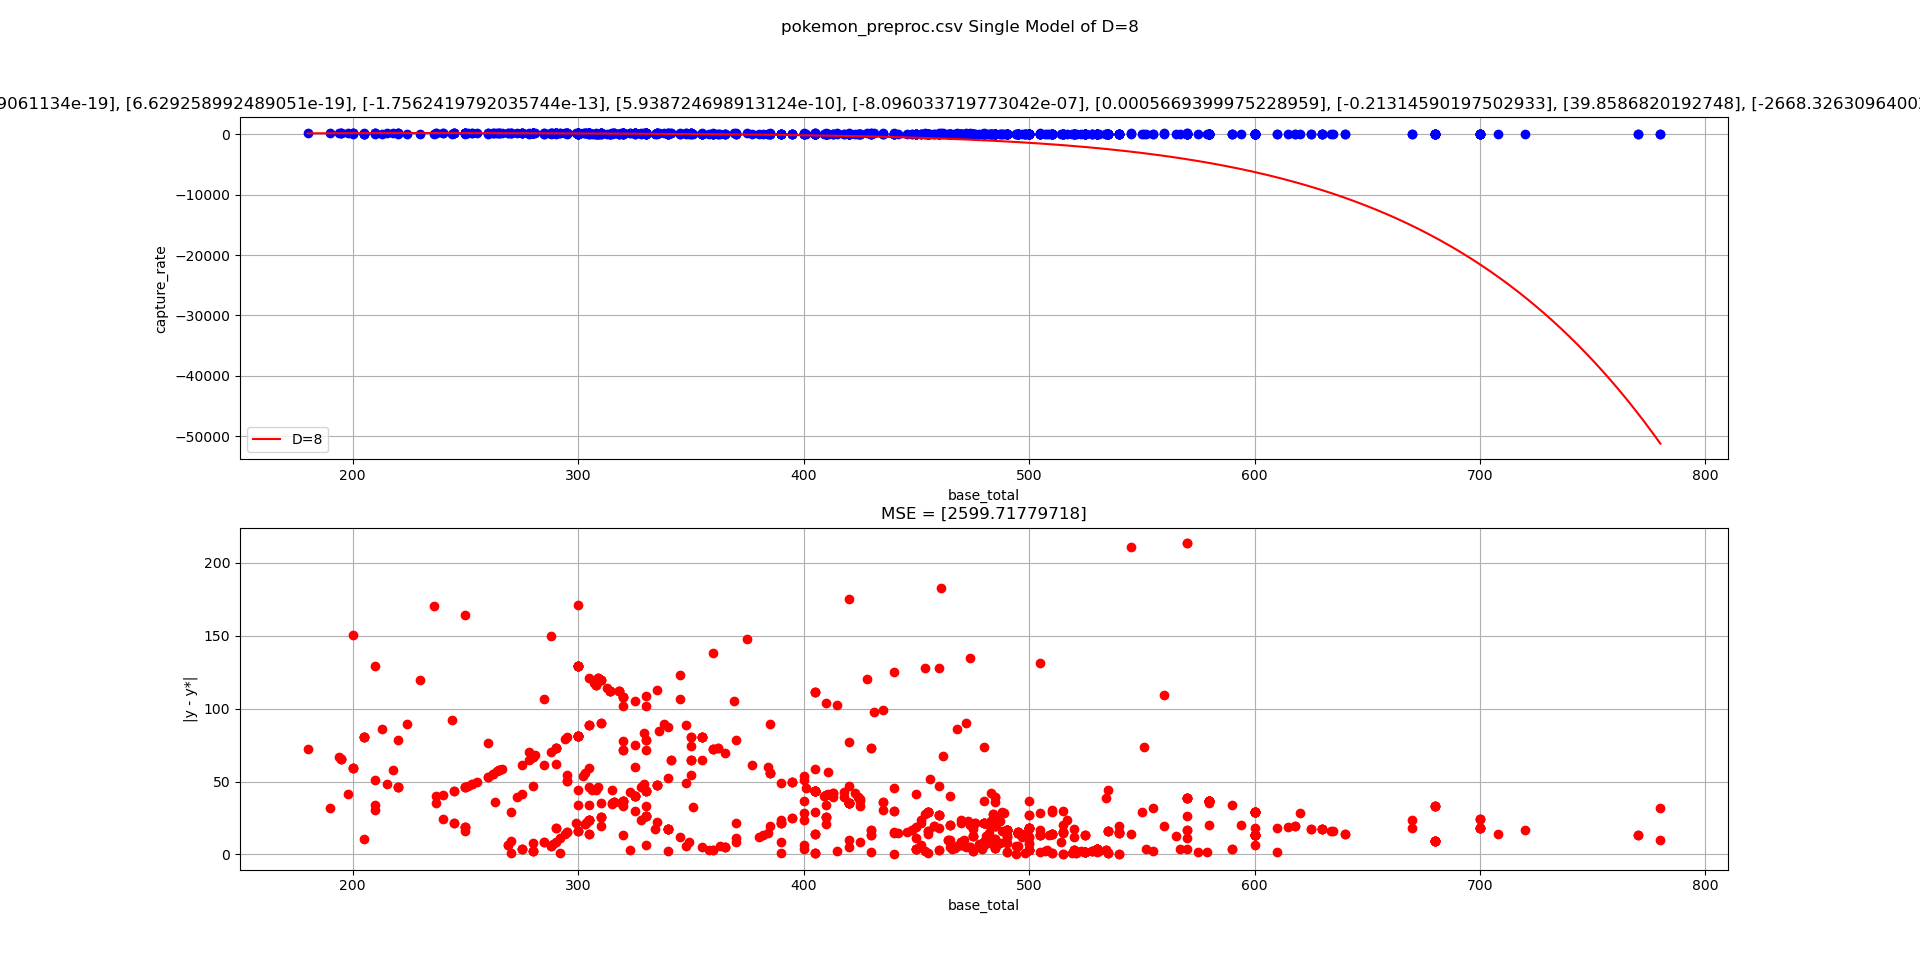 pokemon_preproc.csv Single Model of D=8
9061134e-19], [6.629258992489051e-19], [-1.7562419792035744e-13], [5.938724698913124e-10], [-8.096033719773042e-07], [0.0005669399975228959], [-0.21314590197502933], [39.8586820192748], [-2668.32630964003
0
−10000
−20000
−30000
−40000
−50000
capture_rate
D=8
200 300 400 500 600 700 800
base_total
MSE = [2599.71779718]
200
150
100
50
0
|y - y*|
200 300 400 500 600 700 800
base_total